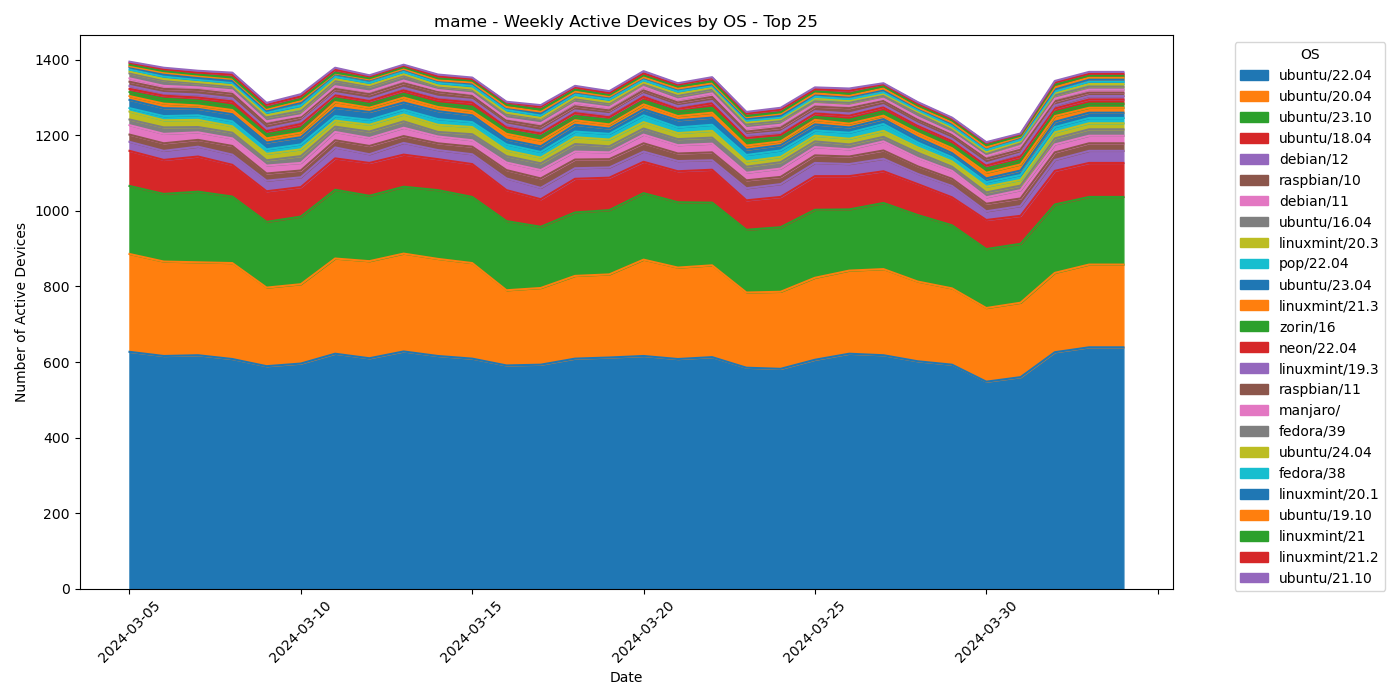 mame - Weekly Active Devices by OS - Top 25
Number of Active Devices
1400
1200
1000
800
600
400
200
0
2024-03-05
2024-03-10
2024-03-15
2024-03-20
2024-03-25
2024-03-30
Date
OS
ubuntu/22.04
ubuntu/20.04
ubuntu/23.10
ubuntu/18.04
debian/12
raspbian/10
debian/11
ubuntu/16.04
linuxmint/20.3
pop/22.04
ubuntu/23.04
linuxmint/21.3
zorin/16
neon/22.04
linuxmint/19.3
raspbian/11
manjaro/
fedora/39
ubuntu/24.04
fedora/38
linuxmint/20.1
ubuntu/19.10
linuxmint/21
linuxmint/21.2
ubuntu/21.10